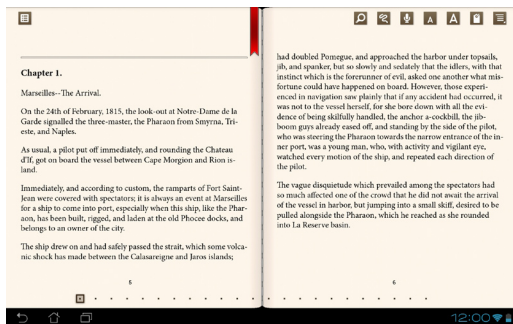 Chapter 1.
Marseilles--The Arrival.
On the 24th of February, 1815, the look-out at Notre-Dame de la
Garde signalled the three-master, the Pharaon from Smyrna, Tri-
este, and Naples.
As usual, a pilot put off immediately, and rounding the Chateau
d'If, got on board the vessel between Cape Morgion and Rion is-
land.
Immediately, and according to custom, the ramparts of Fort Saint-
Jean were covered with spectators; it is always an event at Marseilles
for a ship to come into port, especially when this ship, like the Phar-
aon, has been built, rigged, and laden at the old Phocee docks, and
belongs to an owner of the city.
The ship drew on and had safely passed the strait, which some volca-
nic shock has made between the Calasareigne and Jaros islands;
5
had doubled Pomegue, and approached the harbor under topsails,
jib, and spanker, but so slowly and sedately that the idlers, with that
instinct which is the forerunner of evil, asked one another what mis-
fortune could have happened on board. However, those experi-
enced in navigation saw plainly that if any accident had occurred, it
was not to the vessel herself, for she bore down with all the evi-
dence of being skilfully handled, the anchor a-cockbill, the jib-
boom guys already eased off, and standing by the side of the pilot,
who was steering the Pharaon towards the narrow entrance of the in-
ner port, was a young man, who, with activity and vigilant eye,
watched every motion of the ship, and repeated each direction of
the pilot.
The vague disquietude which prevailed among the spectators had
so much affected one of the crowd that he did not await the arrival
of the vessel in harbor, but jumping into a small skiff, desired to be
pulled alongside the Pharaon, which he reached as she rounded
into La Reserve basin.
6
A A
12:00